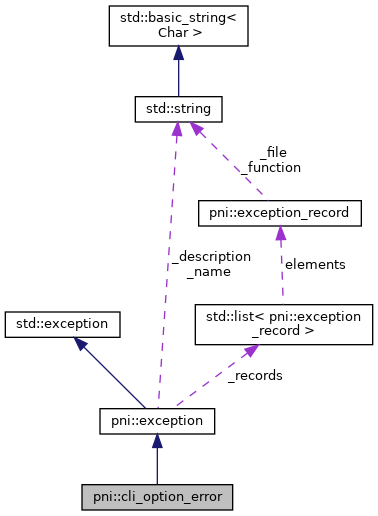 std::basic_string<
Char >
std::string
_file
_function
pni::exception_record
_description
_name
elements
std::exception
std::list< pni::exception
_record >
_records
pni::exception
pni::cli_option_error